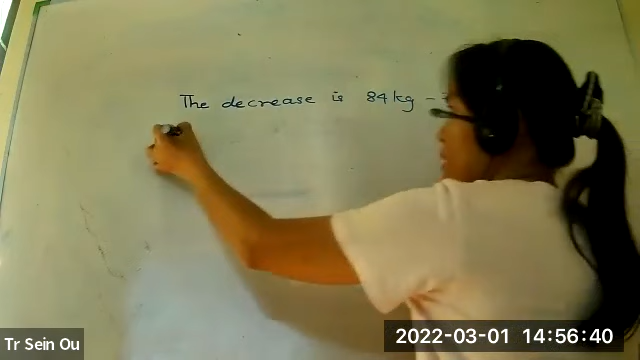 The decrease is 84 kg -
Tr Sein Ou
2022-03-01 14:56:40